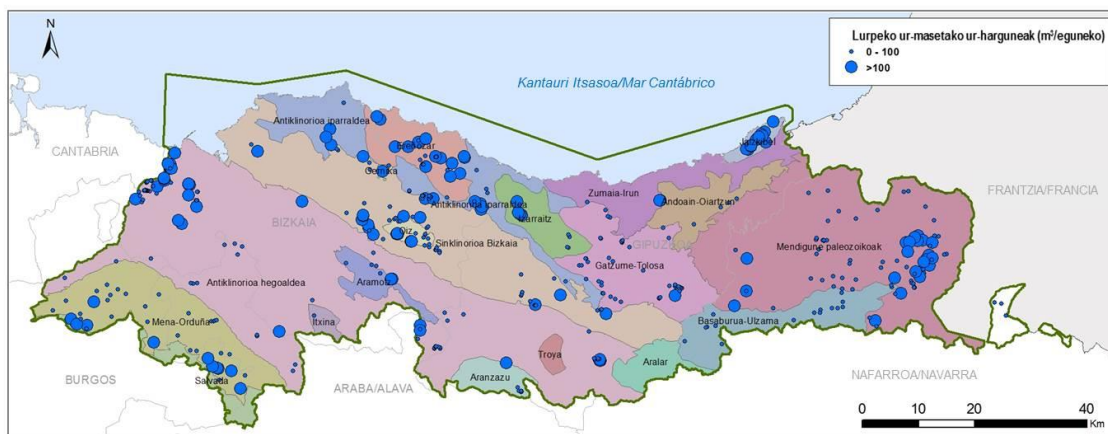 N
Lurpeko ur-masetako ur-harguneak (m³/eguneko)
0 - 100
>100
Kantauri Itsasoa/Mar Cantábrico
Antiklinorioa iparraldea
Jaizkibel
CANTABRIA
Ereñozar
Gernika
FRANTZIA/FRANCIA
Zumaia-Irun
Andoain-Oiartzun
Antiklinorioa iparraldea
Izarraitz
BIZKAIA
Oiz
Sinklinorioa Bizkaia
GIPUZKOA
Mendigune paleozoikoak
Gatzume-Tolosa
Antiklinorioa hegoaldea
Aramotz
Mena-Orduña
Itxina
Basaburua-Ulzama
Troya
Aralar
Salvada
Aranzazu
BURGOS
ARABA/ALAVA
NAFARROA/NAVARRA
0 10 20 40
Km